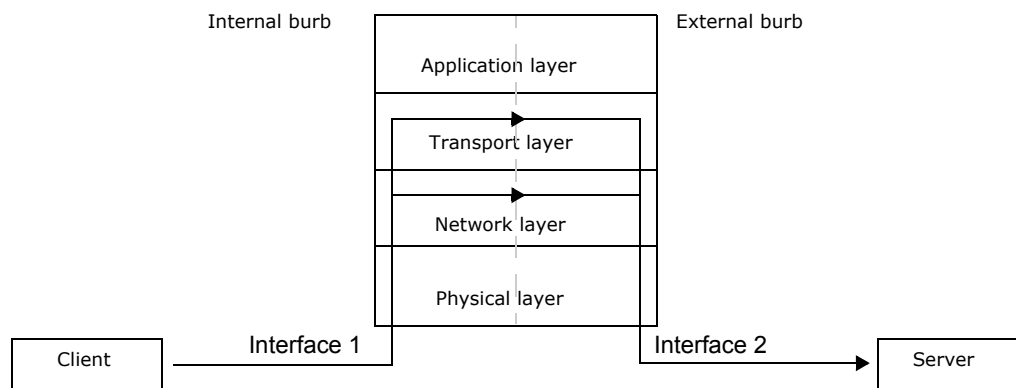 Internal burb
External burb
Application layer
Transport layer
Network layer
Physical layer
Interface 1
Interface 2
Client
Server